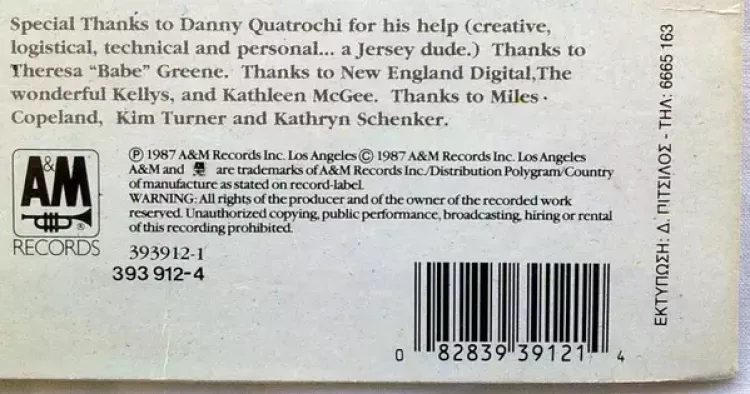 Special Thanks to Danny Quatrochi for his help (creative,
logistical, technical and personal... a Jersey dude.) Thanks to
Theresa “Babe” Greene. Thanks to New England Digital,The
wonderful Kellys, and Kathleen McGee. Thanks to Miles
Copeland, Kim Turner and Kathryn Schenker.
A&M
RECORDS
℗ 1987 A&M Records Inc. Los Angeles © 1987 A&M Records Inc. Los Angeles
A&M and are trademarks of A&M Records Inc./Distribution Polygram/Country
of manufacture as stated on record-label.
WARNING: All rights of the producer and of the owner of the recorded work
reserved. Unauthorized copying, public performance, broadcasting, hiring or rental
of this recording prohibited.
393912-1
393 912-4
0 82839 39121 4
ΕΚΤΥΠΩΣΗ: Δ. ΠΙΤΣΙΛΟΣ - ΤΗΛ: 6665 163